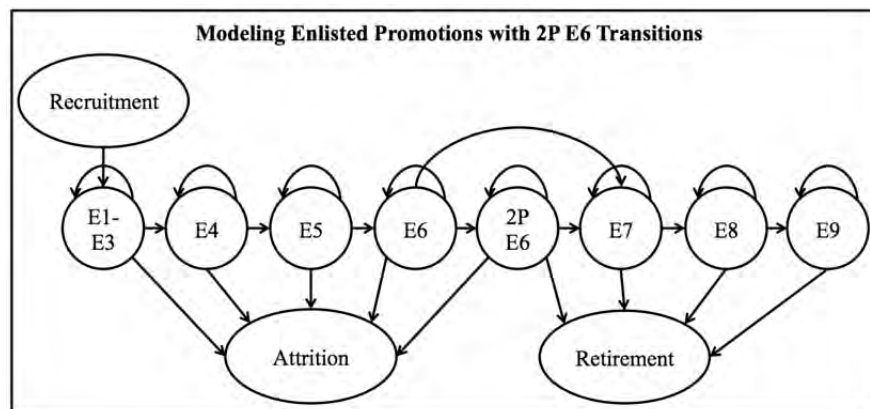 Modeling Enlisted Promotions with 2P E6 Transitions
Recruitment
E1-
E3
E4
E5
E6
2P
E6
E7
E8
E9
Attrition
Retirement